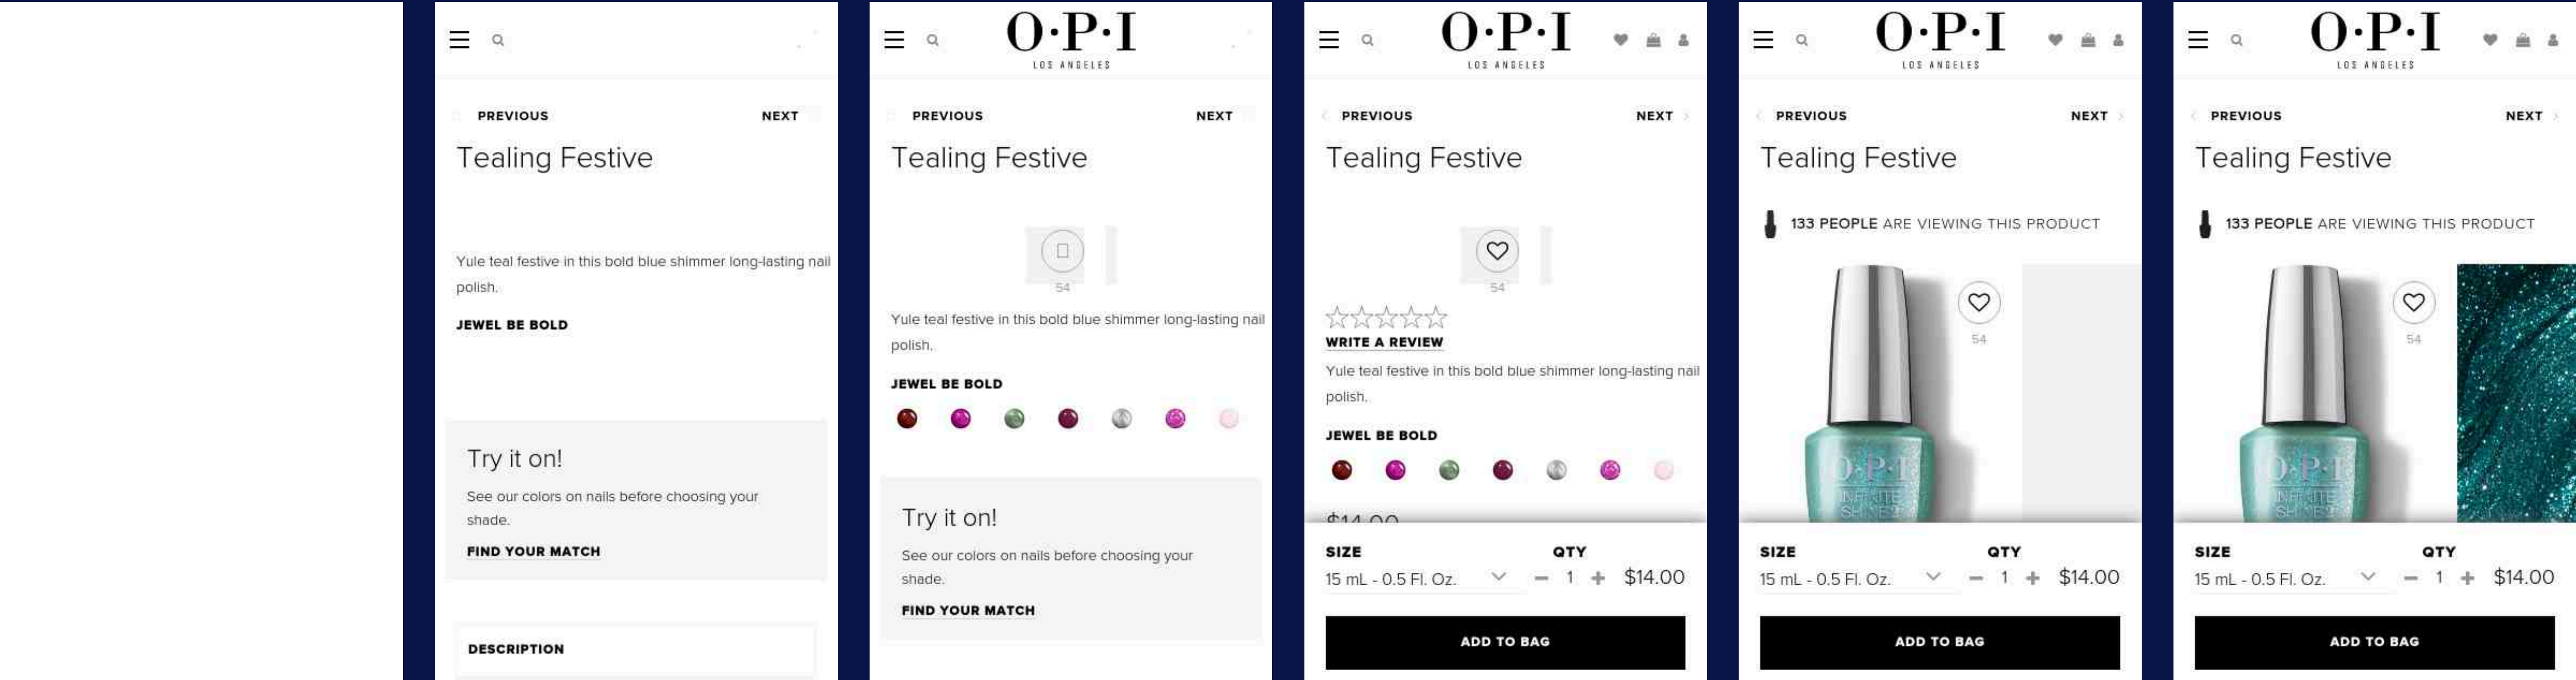 PREVIOUS NEXT
Tealing Festive
Yule teal festive in this bold blue shimmer long-lasting nail
polish.
JEWEL BE BOLD
Try it on!
See our colors on nails before choosing your
shade.
FIND YOUR MATCH
DESCRIPTION
O·P·I
LOS ANGELES
PREVIOUS NEXT
Tealing Festive
54
Yule teal festive in this bold blue shimmer long-lasting nail
polish.
JEWEL BE BOLD
Try it on!
See our colors on nails before choosing your
shade.
FIND YOUR MATCH
O·P·I
LOS ANGELES
PREVIOUS NEXT
Tealing Festive
54
WRITE A REVIEW
Yule teal festive in this bold blue shimmer long-lasting nail
polish.
JEWEL BE BOLD
$14.00
SIZE QTY
15 mL - 0.5 Fl. Oz. 1 $14.00
ADD TO BAG
O·P·I
LOS ANGELES
PREVIOUS NEXT
Tealing Festive
133 PEOPLE ARE VIEWING THIS PRODUCT
54
O·P·I
INFINITE
SHINE 2
SIZE QTY
15 mL - 0.5 Fl. Oz. 1 $14.00
ADD TO BAG
O·P·I
LOS ANGELES
PREVIOUS NEXT
Tealing Festive
133 PEOPLE ARE VIEWING THIS PRODUCT
54
O·P·I
INFINITE
SHINE 2
SIZE QTY
15 mL - 0.5 Fl. Oz. 1 $14.00
ADD TO BAG